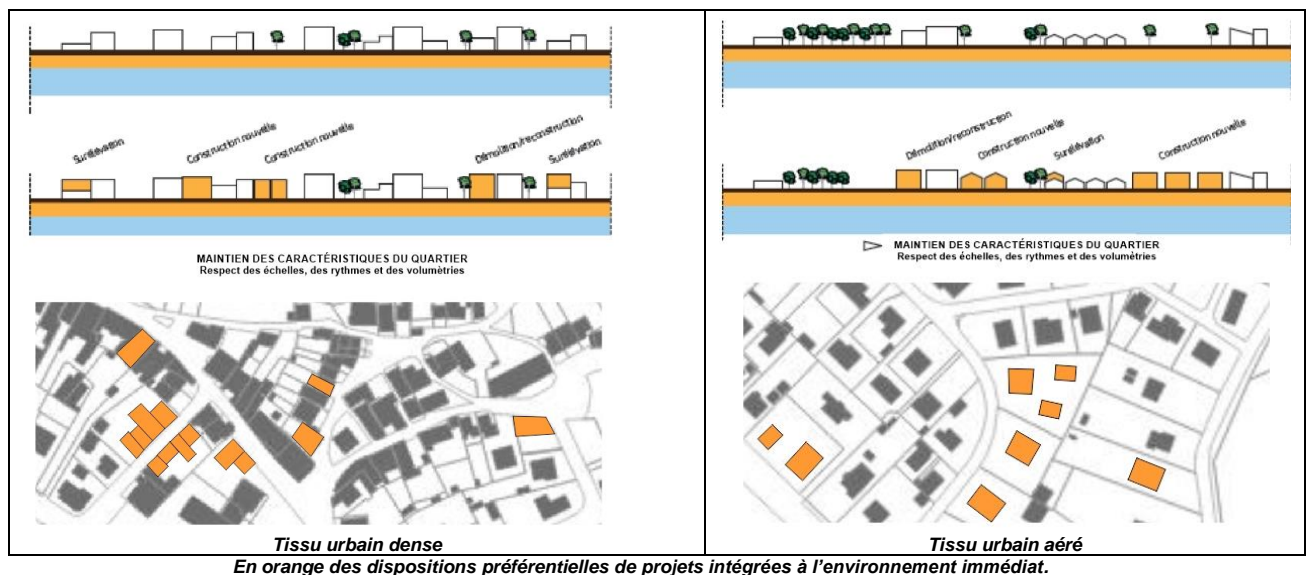 Surélévation
Construction nouvelle
Construction nouvelle
Démolition/reconstruction
Surélévation
MAINTIEN DES CARACTÉRISTIQUES DU QUARTIER
Respect des échelles, des rythmes et des volumètries
Tissu urbain dense
Démolition/reconstruction
Construction nouvelle
Surélévation
Construction nouvelle
MAINTIEN DES CARACTÉRISTIQUES DU QUARTIER
Respect des échelles, des rythmes et des volumètries
Tissu urbain aéré
En orange des dispositions préférentielles de projets intégrées à l'environnement immédiat.